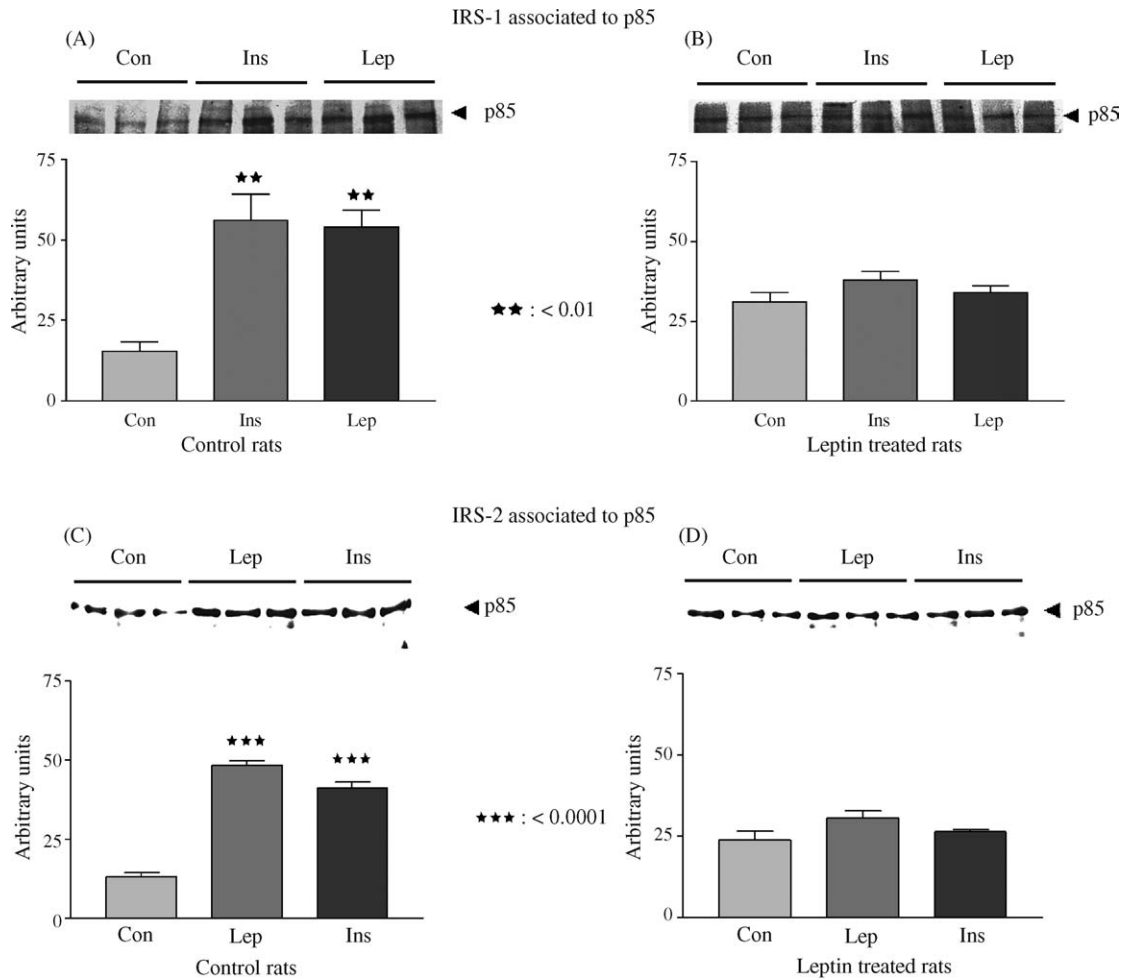 IRS-1 associated to p85
(A)
Con Ins Lep
p85
75
50
25
0
Arbitrary units
★★
★★
Con Ins Lep
Control rats
★★ : < 0.01
(B)
Con Ins Lep
p85
75
50
25
0
Arbitrary units
Con Ins Lep
Leptin treated rats
IRS-2 associated to p85
(C)
Con Lep Ins
p85
75
50
25
0
Arbitrary units
★★★
★★★
Con Lep Ins
Control rats
★★★ : < 0.0001
(D)
Con Lep Ins
p85
75
50
25
0
Arbitrary units
Con Lep Ins
Leptin treated rats